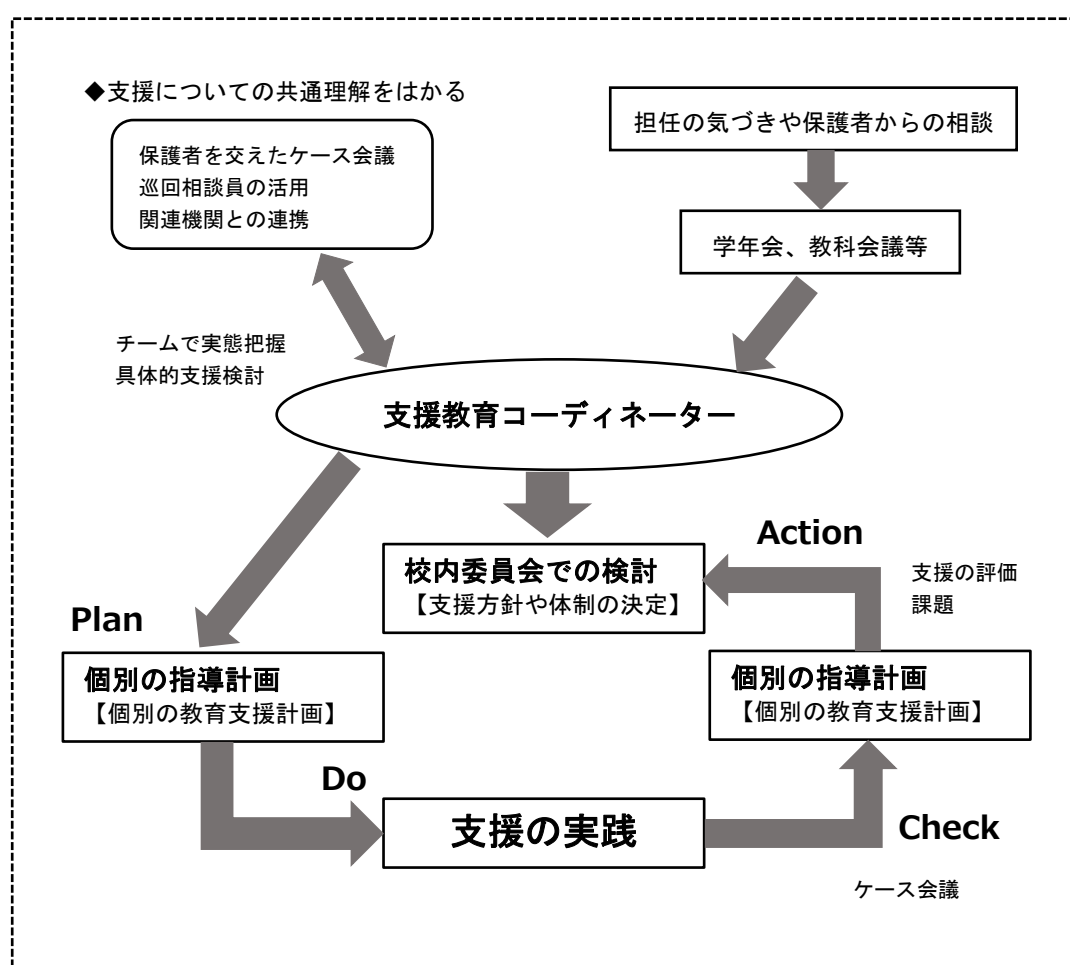 ◆支援についての共通理解をはかる
保護者を交えたケース会議
巡回相談員の活用
関連機関との連携
担任の気づきや保護者からの相談
学年会、教科会議等
チームで実態把握
具体的支援検討
支援教育コーディネーター
校内委員会での検討
【支援方針や体制の決定】
Action
支援の評価
課題
Plan
個別の指導計画
【個別の教育支援計画】
個別の指導計画
【個別の教育支援計画】
Do
支援の実践
Check
ケース会議